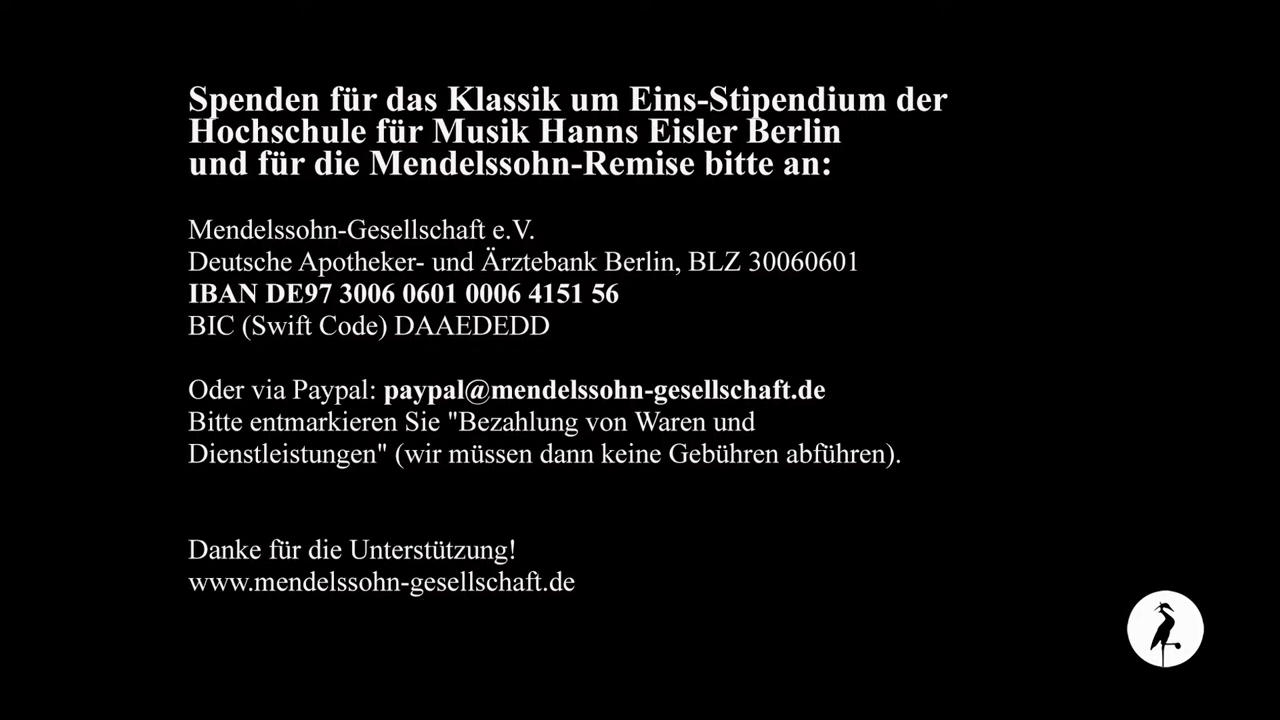 Spenden für das Klassik um Eins-Stipendium der
Hochschule für Musik Hanns Eisler Berlin
und für die Mendelssohn-Remise bitte an:
Mendelssohn-Gesellschaft e.V.
Deutsche Apotheker- und Ärztebank Berlin, BLZ 30060601
IBAN DE97 3006 0601 0006 4151 56
BIC (Swift Code) DAAEDEDD
Oder via Paypal: paypal@mendelssohn-gesellschaft.de
Bitte entmarkieren Sie "Bezahlung von Waren und
Dienstleistungen" (wir müssen dann keine Gebühren abführen).
Danke für die Unterstützung!
www.mendelssohn-gesellschaft.de